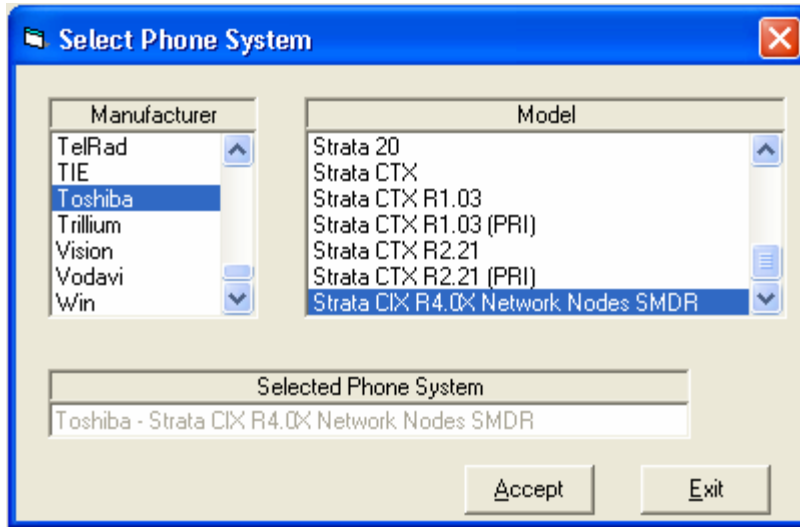 Select Phone System
Manufacturer
TelRad
TIE
Toshiba
Trillium
Vision
Vodavi
Win
Model
Strata 20
Strata CTX
Strata CTX R1.03
Strata CTX R1.03 (PRI)
Strata CTX R2.21
Strata CTX R2.21 (PRI)
Strata CIX R4.0X Network Nodes SMDR
Selected Phone System
Toshiba - Strata CIX R4.0X Network Nodes SMDR
Accept
Exit